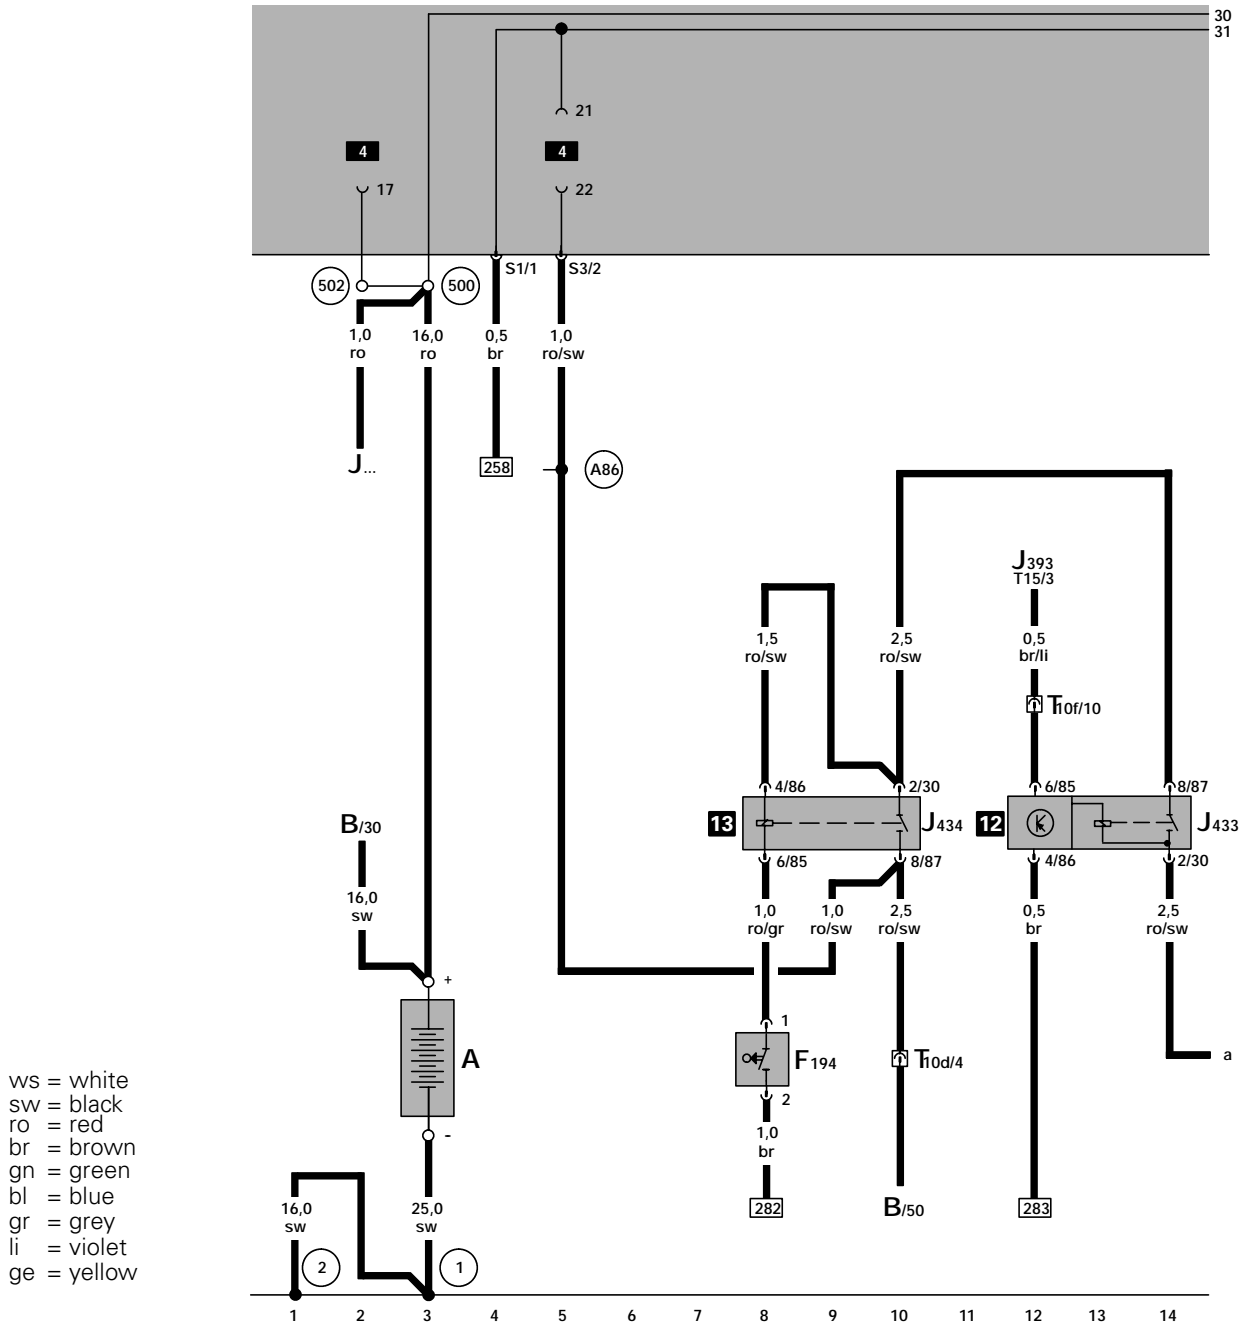 30
31
21
4
4
17
22
S1/1
S3/2
502
500
1,0
ro
16,0
ro
0,5
br
1,0
ro/sw
J...
258
A86
J393
T15/3
1,5
ro/sw
2,5
ro/sw
0,5
br/li
T10f/10
4/86
2/30
6/85
8/87
13
J434
12
J433
B/30
6/85
8/87
4/86
2/30
16,0
sw
1,0
ro/gr
1,0
ro/sw
2,5
ro/sw
0,5
br
2,5
ro/sw
+
1
A
F194
T10d/4
a
2
-
1,0
br
ws = white
sw = black
ro = red
br = brown
gn = green
bl = blue
gr = grey
li = violet
ge = yellow
16,0
sw
25,0
sw
282
B/50
283
2
1
1 2 3 4 5 6 7 8 9 10 11 12 13 14